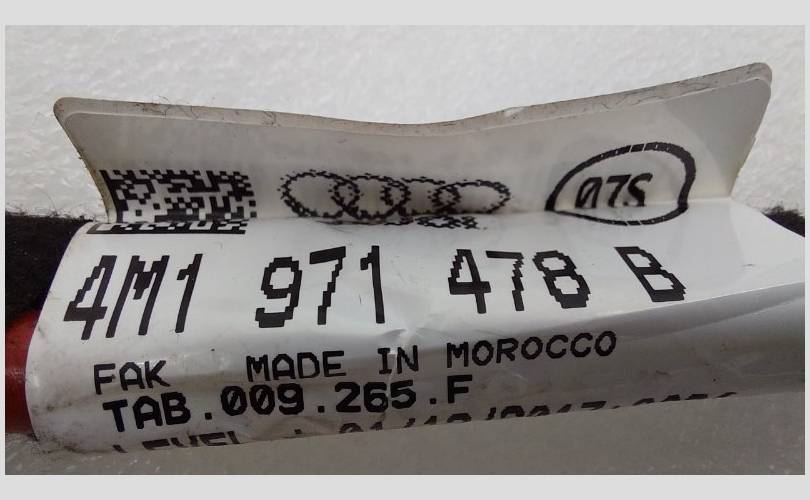 07S
4M1 971 478 B
FAK MADE IN MOROCCO
TAB.009.265.F